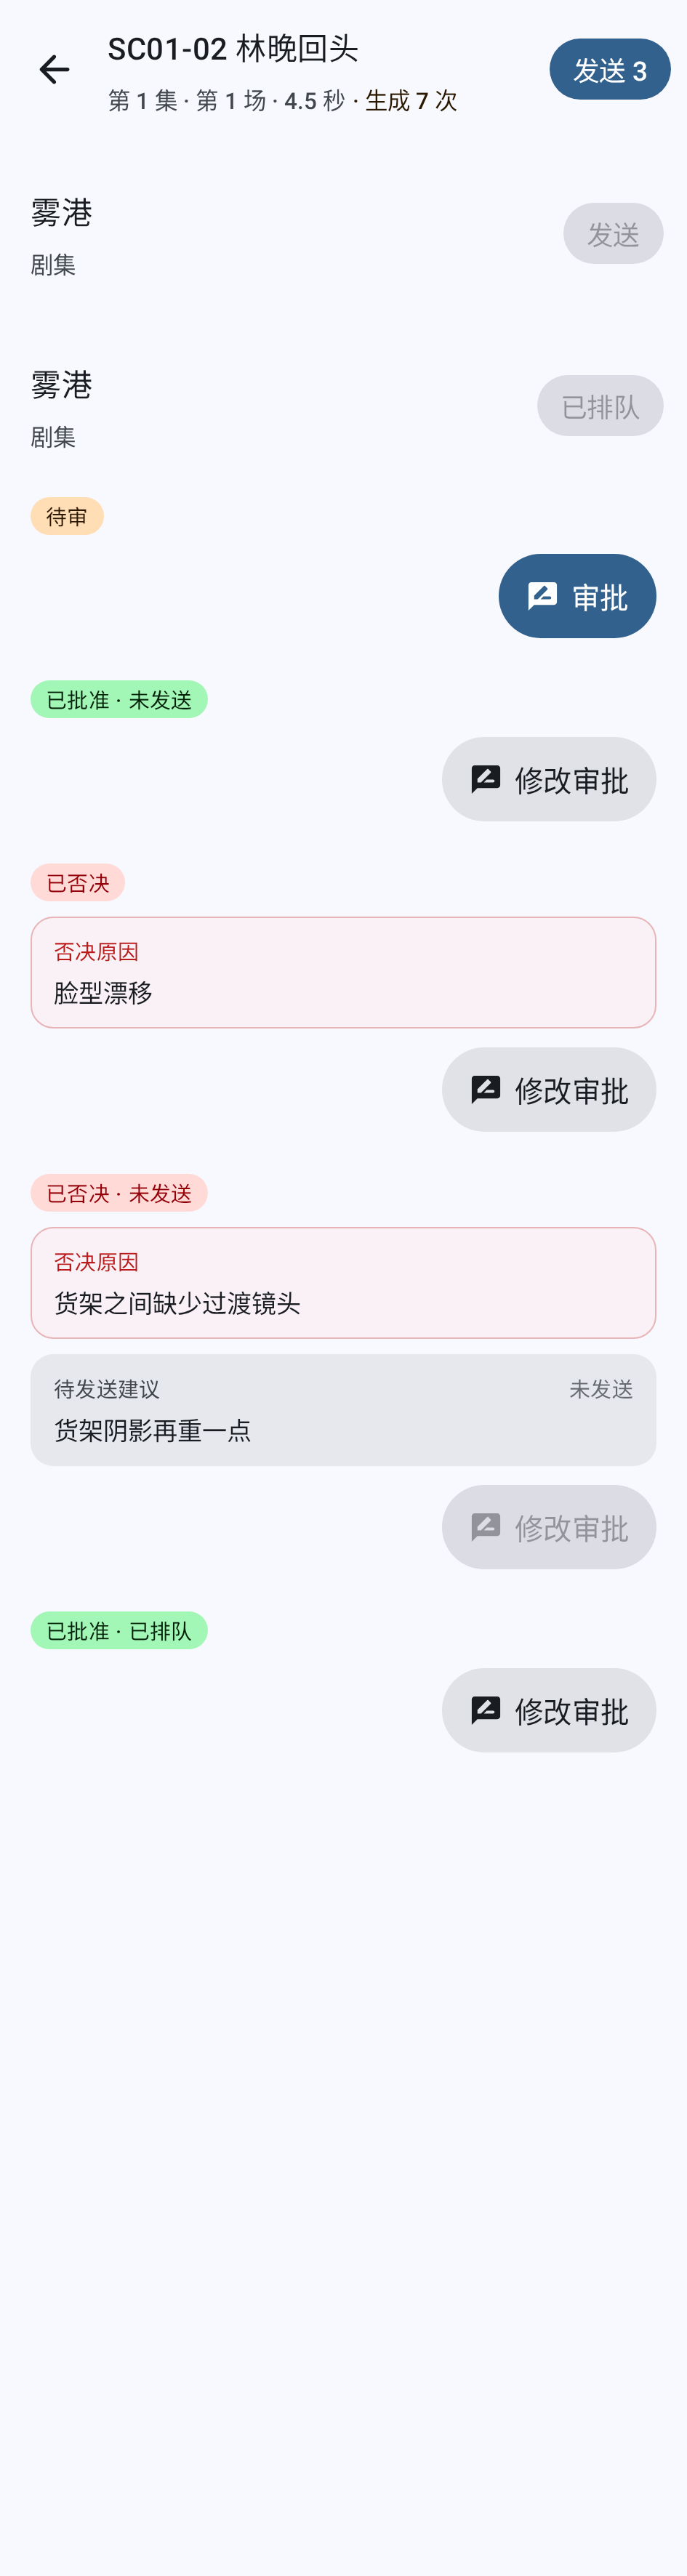 SC01-02 林晚回头
第 1 集 · 第 1 场 · 4.5 秒 · 生成 7 次
发送 3
雾港
剧集
发送
雾港
剧集
已排队
待审
审批
已批准 · 未发送
修改审批
已否决
否决原因
脸型漂移
修改审批
已否决 · 未发送
否决原因
货架之间缺少过渡镜头
待发送建议
未发送
货架阴影再重一点
修改审批
已批准 · 已排队
修改审批